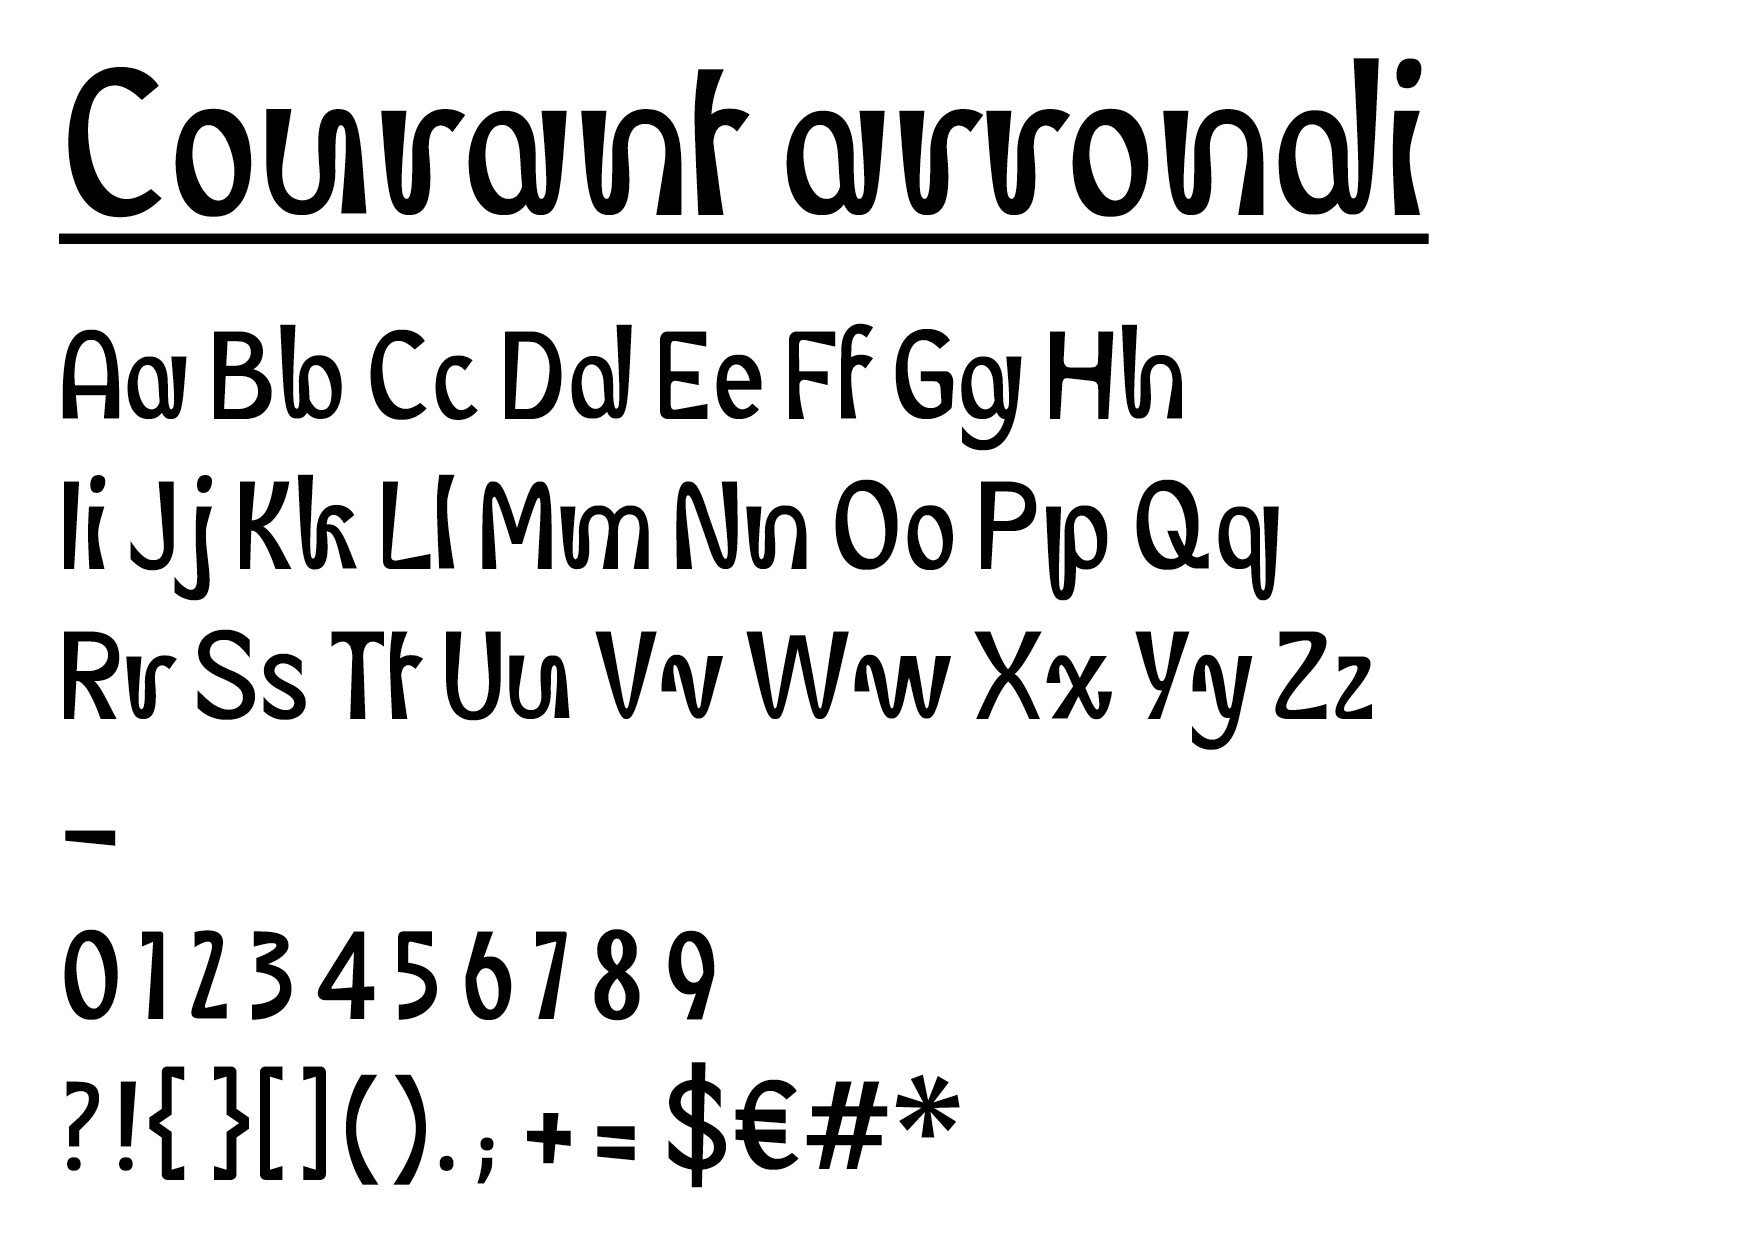 Courant arrondi
Aa Bb Cc Dd Ee Ff Gg Hh
Ii Jj Kk Ll Mm Nn Oo Pp Qq
Rr Ss Tt Uu Vv Ww Xx Yy Zz
–
0 1 2 3 4 5 6 7 8 9
?!{ }[ ]( ). ; + = $€#*